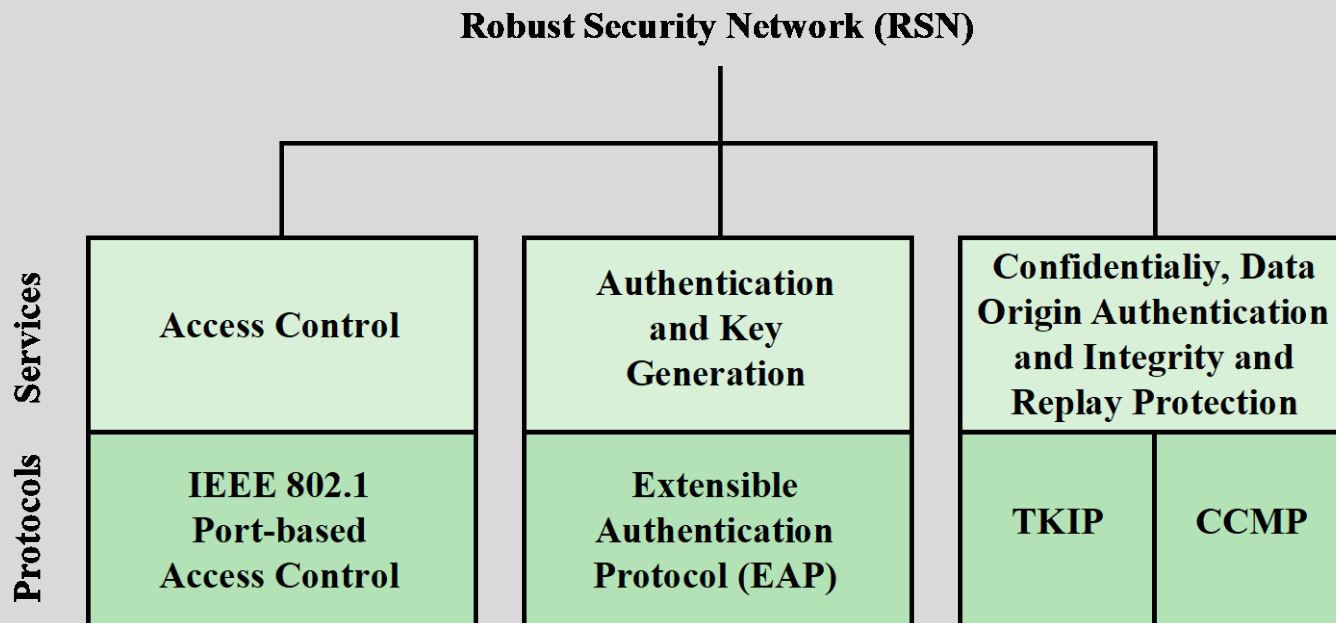 Robust Security Network (RSN)
Services
Access Control
Authentication
and Key
Generation
Confidentialiy, Data
Origin Authentication
and Integrity and
Replay Protection
Protocols
IEEE 802.1
Port-based
Access Control
Extensible
Authentication
Protocol (EAP)
TKIP
CCMP